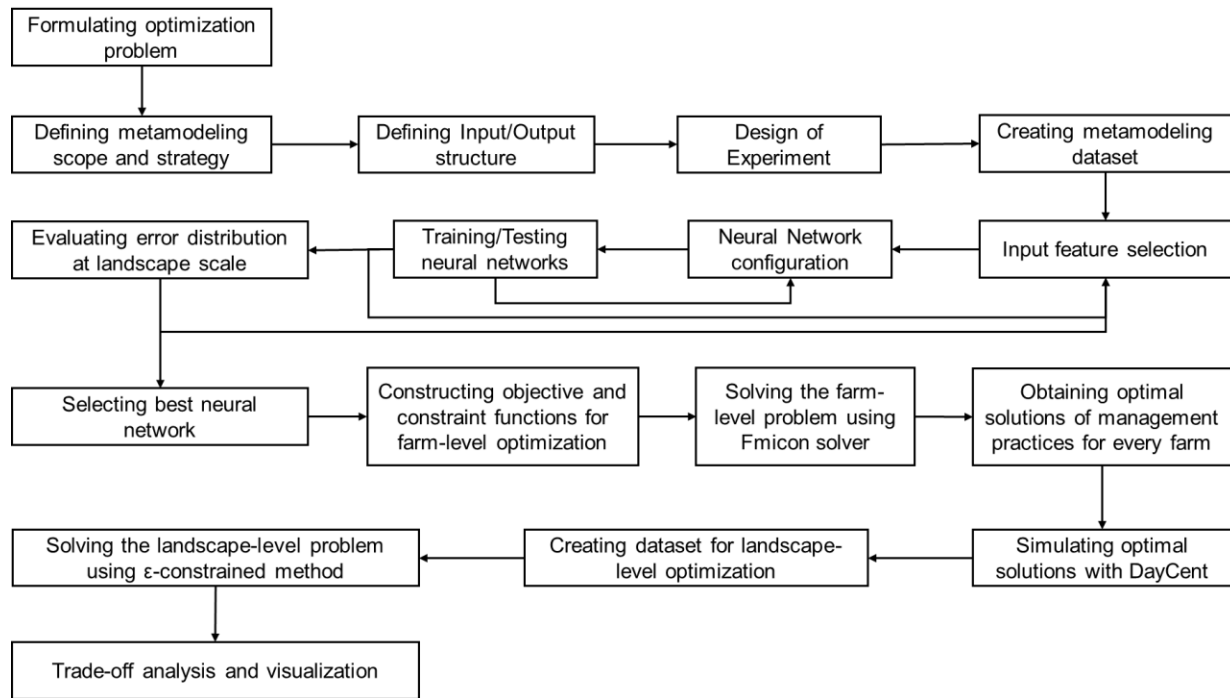 Formulating optimization
problem
Defining metamodeling
scope and strategy
Defining Input/Output
structure
Design of
Experiment
Creating metamodeling
dataset
Evaluating error distribution
at landscape scale
Training/Testing
neural networks
Neural Network
configuration
Input feature selection
Selecting best neural
network
Constructing objective and
constraint functions for
farm-level optimization
Solving the farm-
level problem using
Fmicon solver
Obtaining optimal
solutions of management
practices for every farm
Solving the landscape-level problem
using ε-constrained method
Creating dataset for landscape-
level optimization
Simulating optimal
solutions with DayCent
Trade-off analysis and visualization